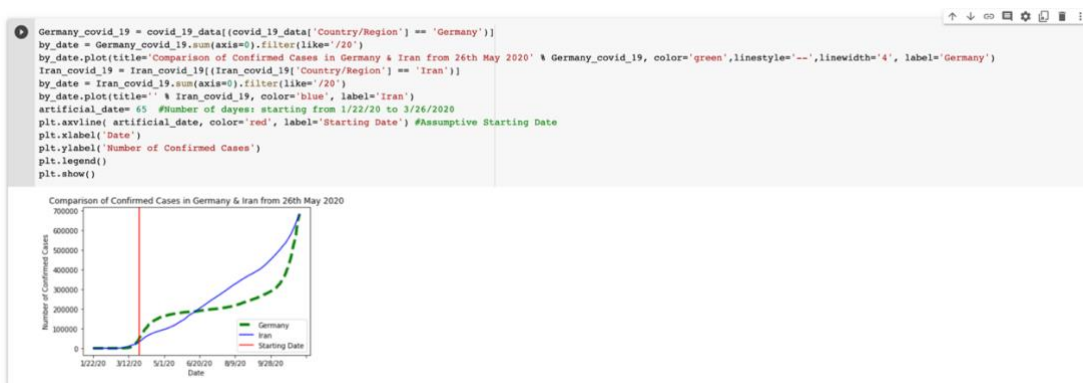 Germany_covid_19 = covid_19_data[(covid_19_data['Country/Region'] == 'Germany')]
by_date = Germany_covid_19.sum(axis=0).filter(like='/20')
by_date.plot(title='Comparison of Confirmed Cases in Germany & Iran from 26th May 2020' % Germany_covid_19, color='green',linestyle='--',linewidth='4', label='Germany')
Iran_covid_19 = Iran_covid_19[(Iran_covid_19['Country/Region'] == 'Iran')]
by_date = Iran_covid_19.sum(axis=0).filter(like='/20')
by_date.plot(title='' % Iran_covid_19, color='blue', label='Iran')
artificial_date= 65 #Number of dayes: starting from 1/22/20 to 3/26/2020
plt.axvline( artificial_date, color='red', label='Starting Date') #Assumptive Starting Date
plt.xlabel('Date')
plt.ylabel('Number of Confirmed Cases')
plt.legend()
plt.show()
Comparison of Confirmed Cases in Germany & Iran from 26th May 2020
700000
600000
500000
400000
300000
200000
100000
0
Number of Confirmed Cases
Germany
Iran
Starting Date
1/22/20 3/12/20 5/1/20 6/20/20 8/9/20 9/28/20
Date